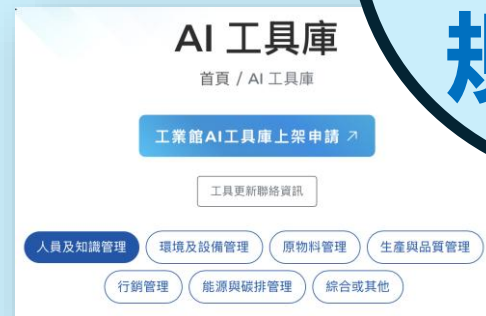 AI 工具庫
首頁 / AI 工具庫
工業館AI工具庫上架申請 ↗
工具更新聯絡資訊
人員及知識管理 環境及設備管理 原物料管理 生產與品質管理
行銷管理 能源與碳排管理 綜合或其他